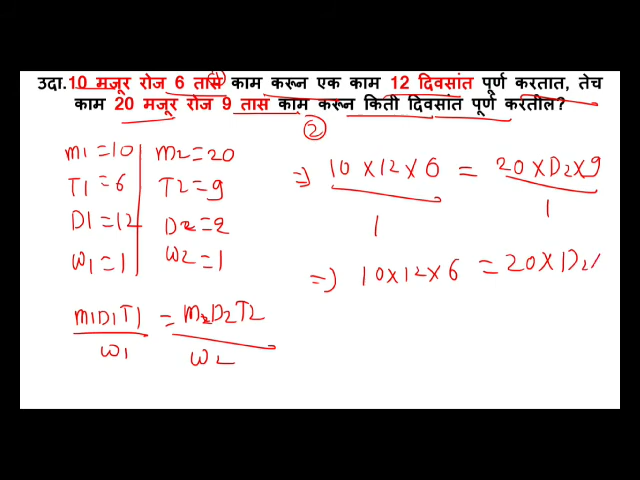 उदा.10 मजूर रोज 6 तास काम करून एक काम 12 दिवसांत पूर्ण करतात, तेच
काम 20 मजूर रोज 9 तास काम करून किती दिवसांत पूर्ण करतील?
②
M1 =10 M2 =20
T1 =6 T2 =9
D1 =12 D2 =?
W1 =1 W2 =1
M1D1T1 = M2D2T2
W1 W2
⇒ 10 × 12 × 6 = 20×D2×9
1 1
⇒ 10×12×6 = 20×D2×